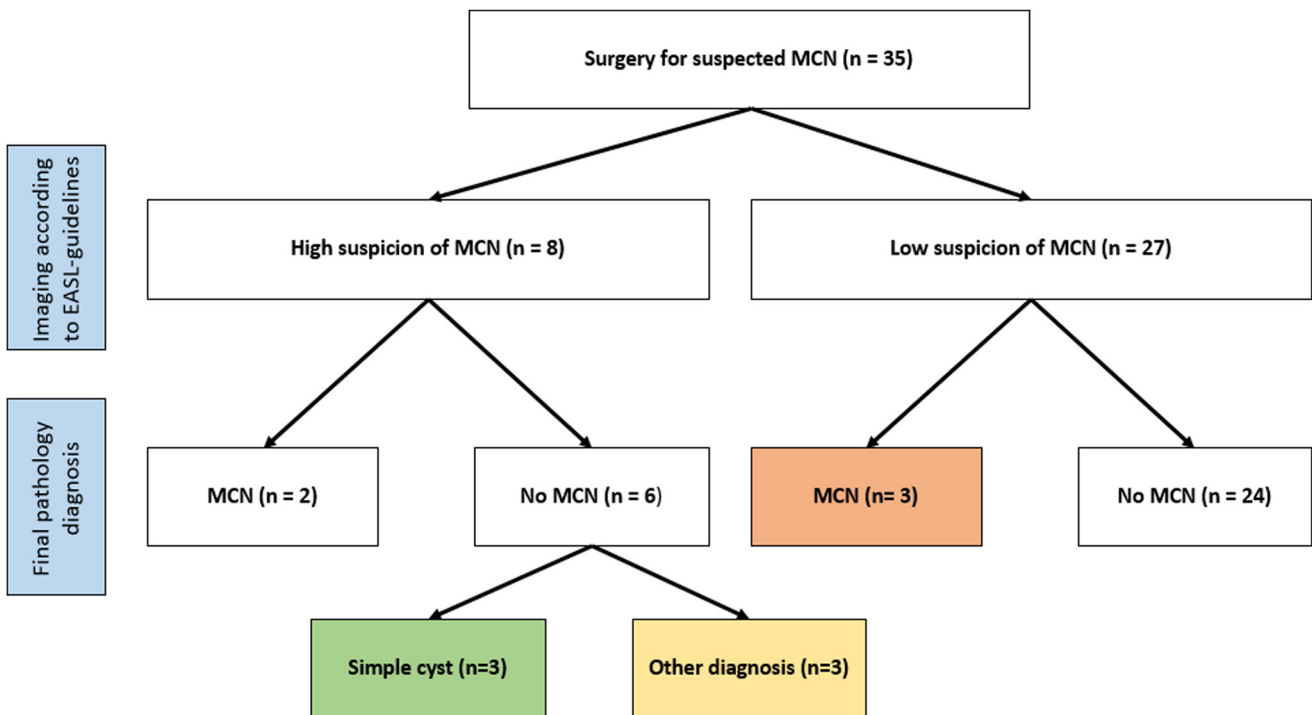 Surgery for suspected MCN (n = 35)
Imaging according
to EASL-guidelines
High suspicion of MCN (n = 8)
Low suspicion of MCN (n = 27)
Final pathology
diagnosis
MCN (n = 2)
No MCN (n = 6)
MCN (n= 3)
No MCN (n = 24)
Simple cyst (n=3)
Other diagnosis (n=3)